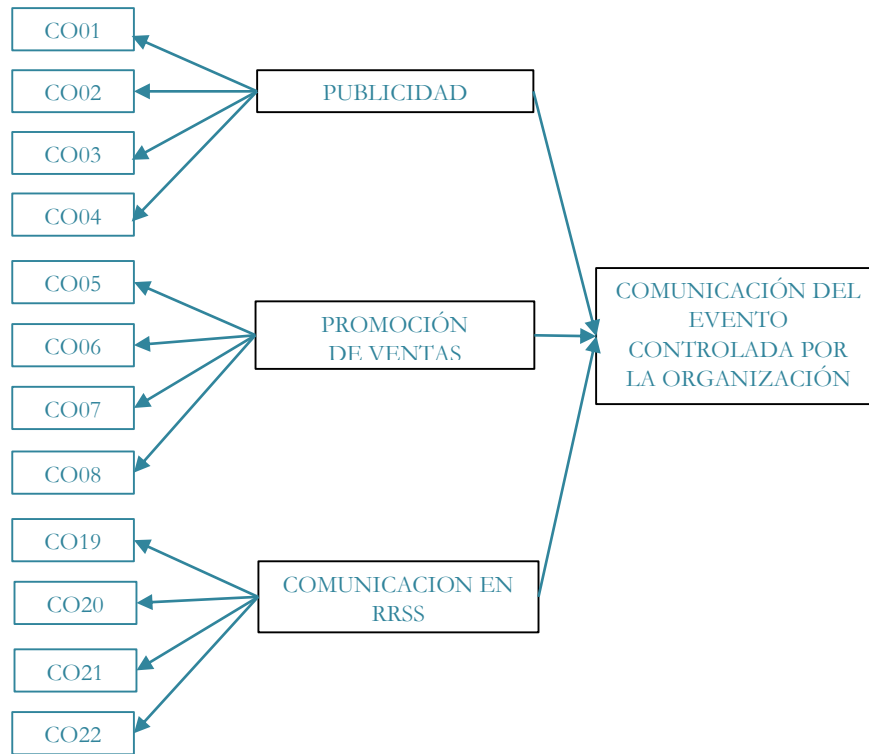 CO01
CO02
CO03
CO04
PUBLICIDAD
CO05
CO06
CO07
CO08
PROMOCIÓN
DE VENTAS
COMUNICACIÓN DEL
EVENTO
CONTROLADA POR
LA ORGANIZACIÓN
CO19
CO20
CO21
CO22
COMUNICACION EN
RRSS